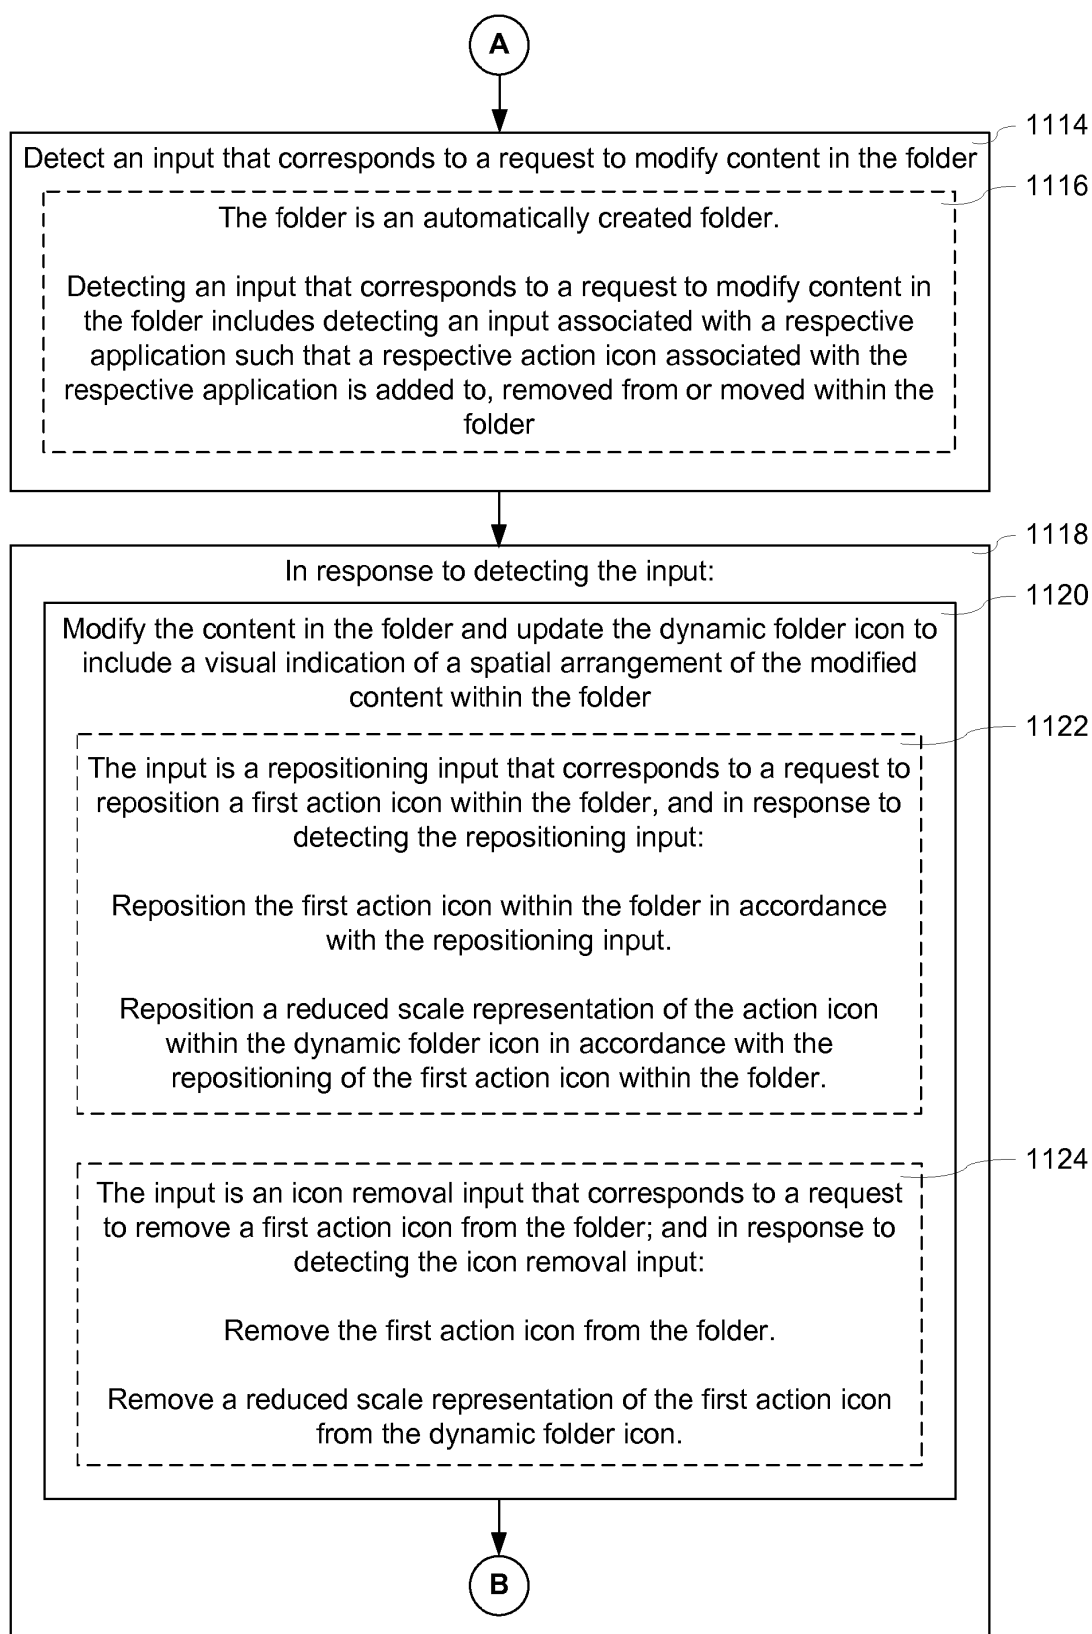 A
1114
Detect an input that corresponds to a request to modify content in the folder
1116
The folder is an automatically created folder.
Detecting an input that corresponds to a request to modify content in
the folder includes detecting an input associated with a respective
application such that a respective action icon associated with the
respective application is added to, removed from or moved within the
folder
1118
In response to detecting the input:
1120
Modify the content in the folder and update the dynamic folder icon to
include a visual indication of a spatial arrangement of the modified
content within the folder
1122
The input is a repositioning input that corresponds to a request to
reposition a first action icon within the folder, and in response to
detecting the repositioning input:
Reposition the first action icon within the folder in accordance
with the repositioning input.
Reposition a reduced scale representation of the action icon
within the dynamic folder icon in accordance with the
repositioning of the first action icon within the folder.
1124
The input is an icon removal input that corresponds to a request
to remove a first action icon from the folder; and in response to
detecting the icon removal input:
Remove the first action icon from the folder.
Remove a reduced scale representation of the first action icon
from the dynamic folder icon.
B